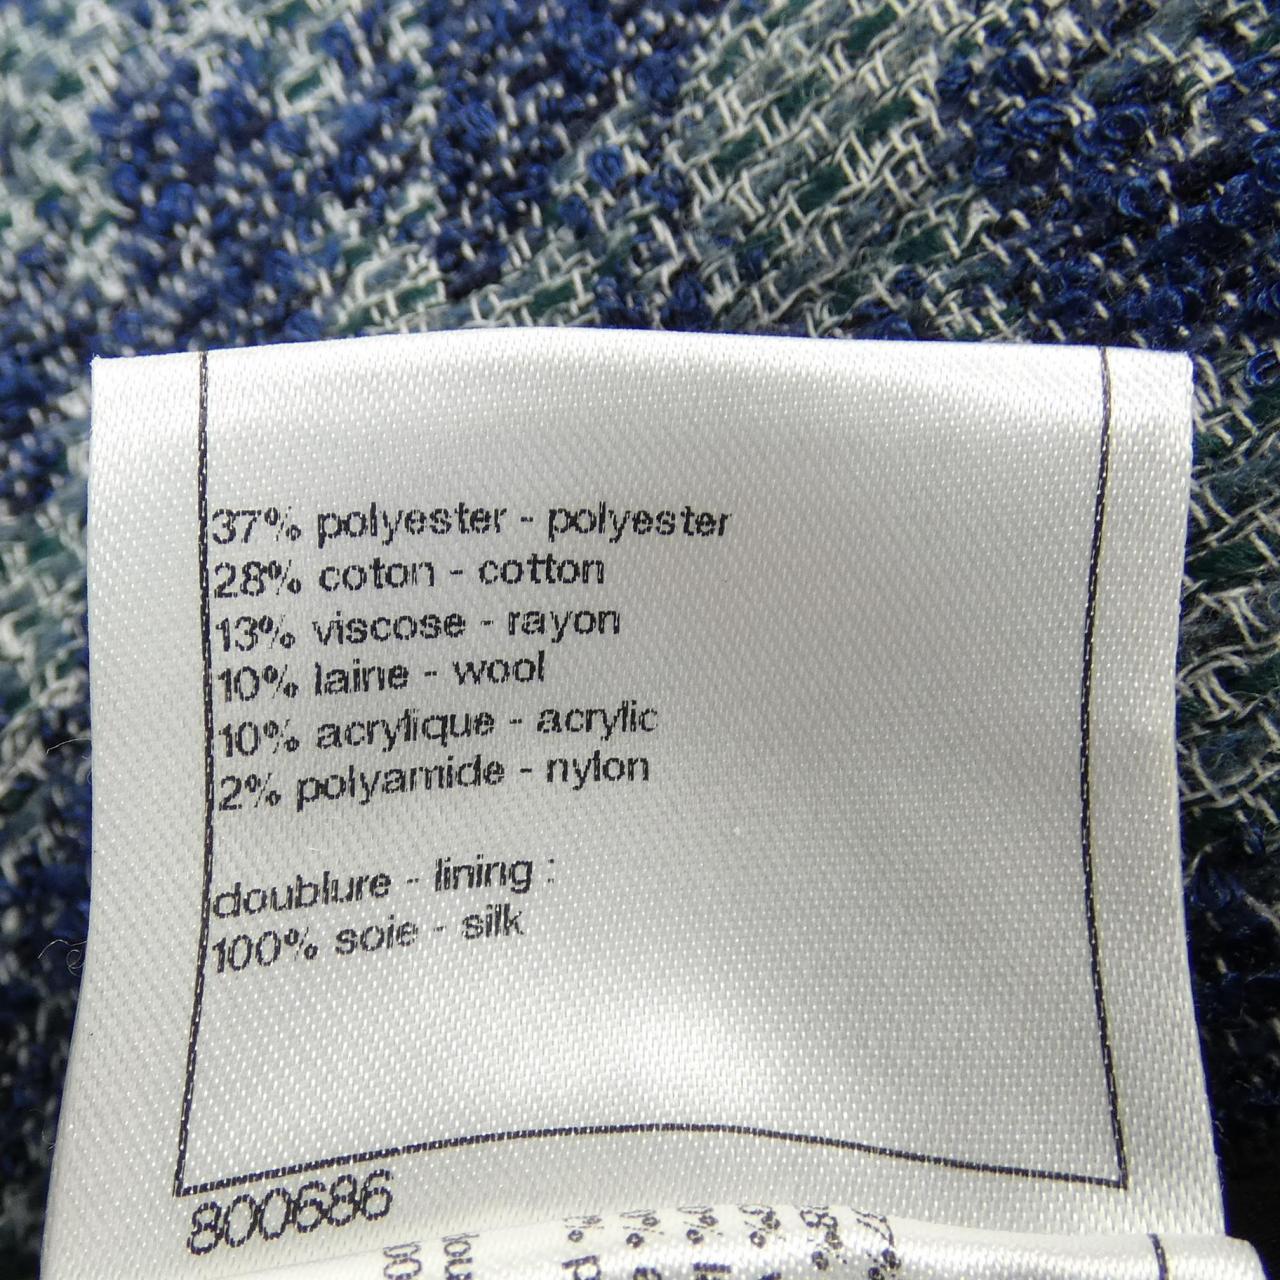 37% polyester - polyester
28% coton - cotton
13% viscose - rayon
10% laine - wool
10% acrylique - acrylic
2% polyamide - nylon
doublure - lining :
100% soie - silk
800686